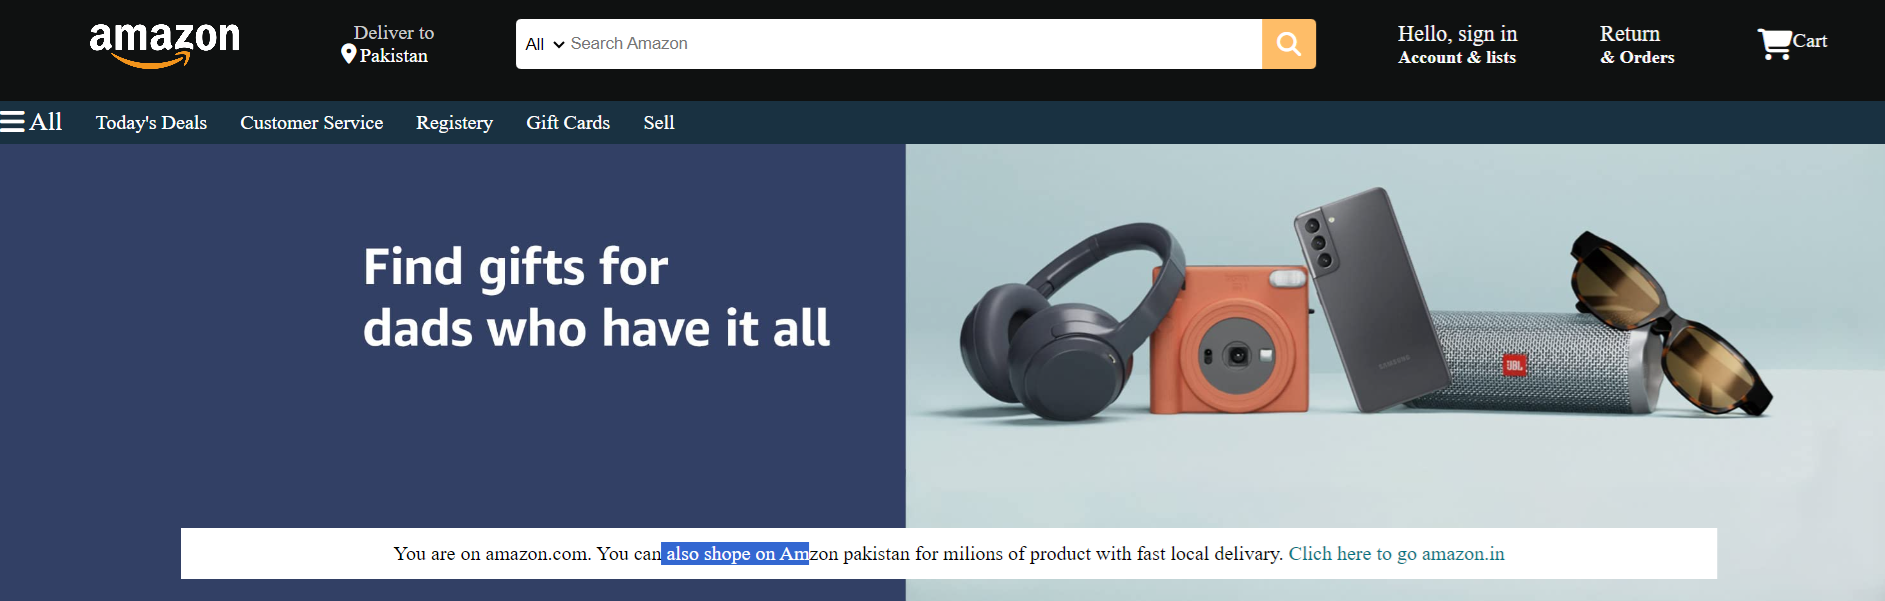 amazon
Deliver to
Pakistan
All
Search Amazon
Hello, sign in
Account & lists
Return
& Orders
Cart
All
Today's Deals
Customer Service
Registery
Gift Cards
Sell
Find gifts for
dads who have it all
SAMSUNG
JBL
You are on amazon.com. You can also shope on Amzon pakistan for milions of product with fast local delivary. Clich here to go amazon.in